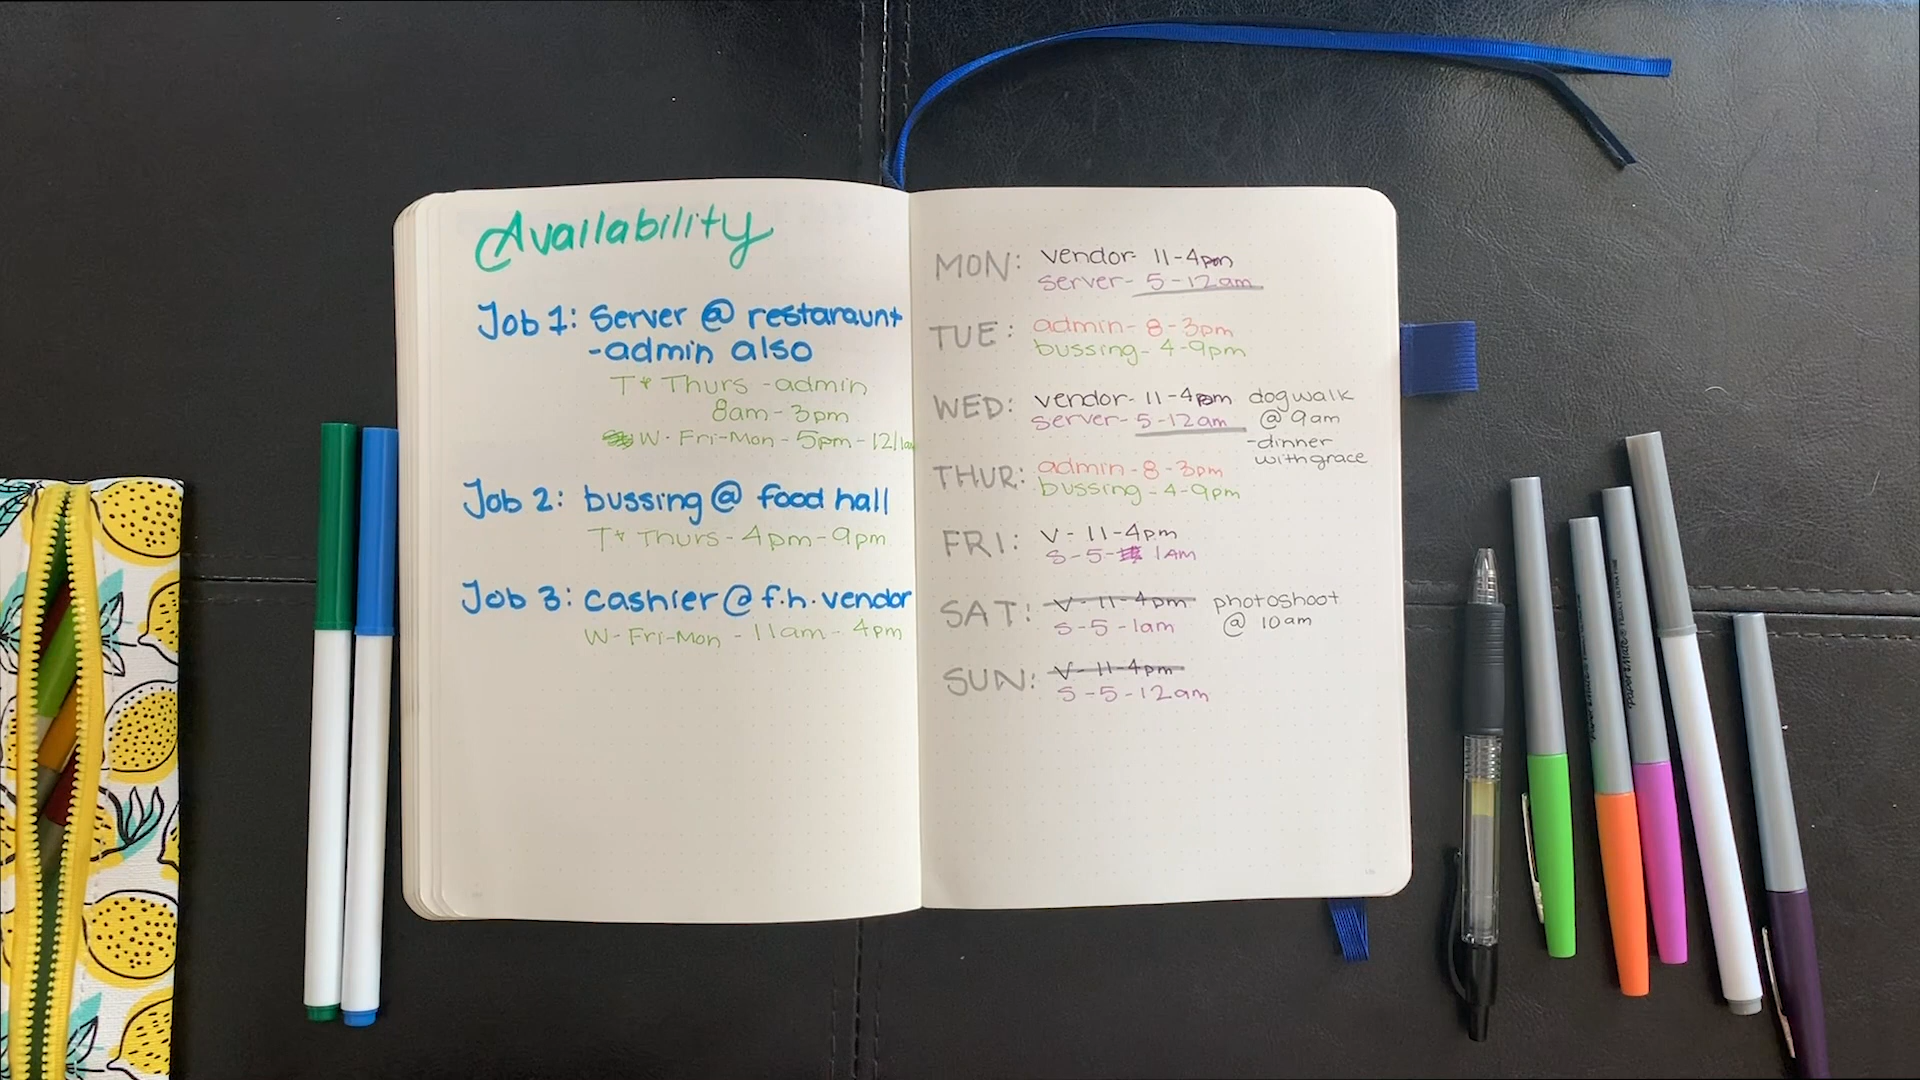 Availability
Job 1: Server @ restaraunt
-admin also
T+ Thurs -admin
8am - 3pm
W - Fri-Mon - 5pm - 12/1am
Job 2: bussing @ food hall
T+ Thurs - 4pm - 9pm
Job 3: cashier @ f.h. vendor
W- Fri-Mon - 11am - 4pm
MON: vendor- 11-4pm
server- 5-12am
TUE: admin- 8-3pm
bussing- 4-9pm
WED: vendor- 11-4pm dogwalk
server- 5-12am @ 9am
-dinner
with grace
THUR: admin- 8-3pm
bussing - 4-9pm
FRI: V- 11-4pm
S-5- 1am
SAT: V- 11-4pm photoshoot
S-5-1am @ 10am
SUN: V- 11-4pm
S-5-12am